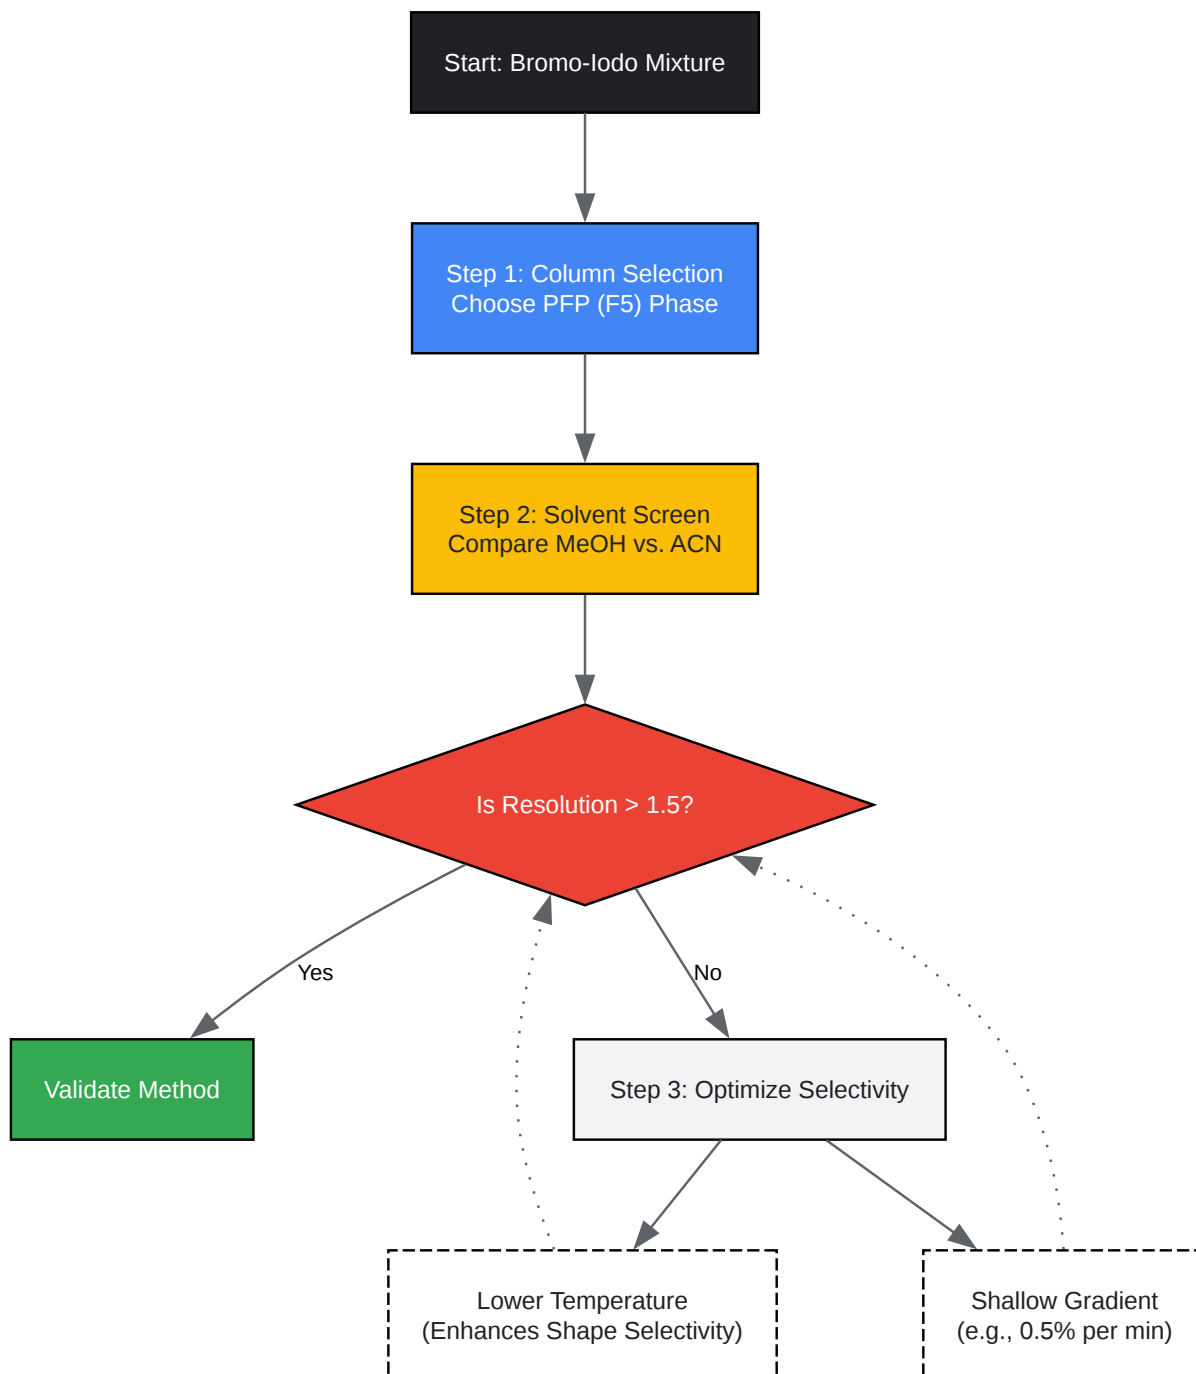 Start: Bromo-Iodo Mixture
Step 1: Column Selection
Choose PFP (F5) Phase
Step 2: Solvent Screen
Compare MeOH vs. ACN
Is Resolution > 1.5?
Yes
No
Validate Method
Step 3: Optimize Selectivity
Lower Temperature
(Enhances Shape Selectivity)
Shallow Gradient
(e.g., 0.5% per min)